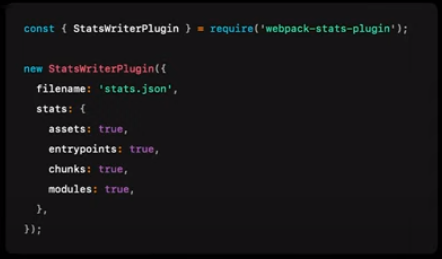 const { StatsWriterPlugin } = require('webpack-stats-plugin');

new StatsWriterPlugin({
  filename: 'stats.json',
  stats: {
    assets: true,
    entrypoints: true,
    chunks: true,
    modules: true,
  },
});